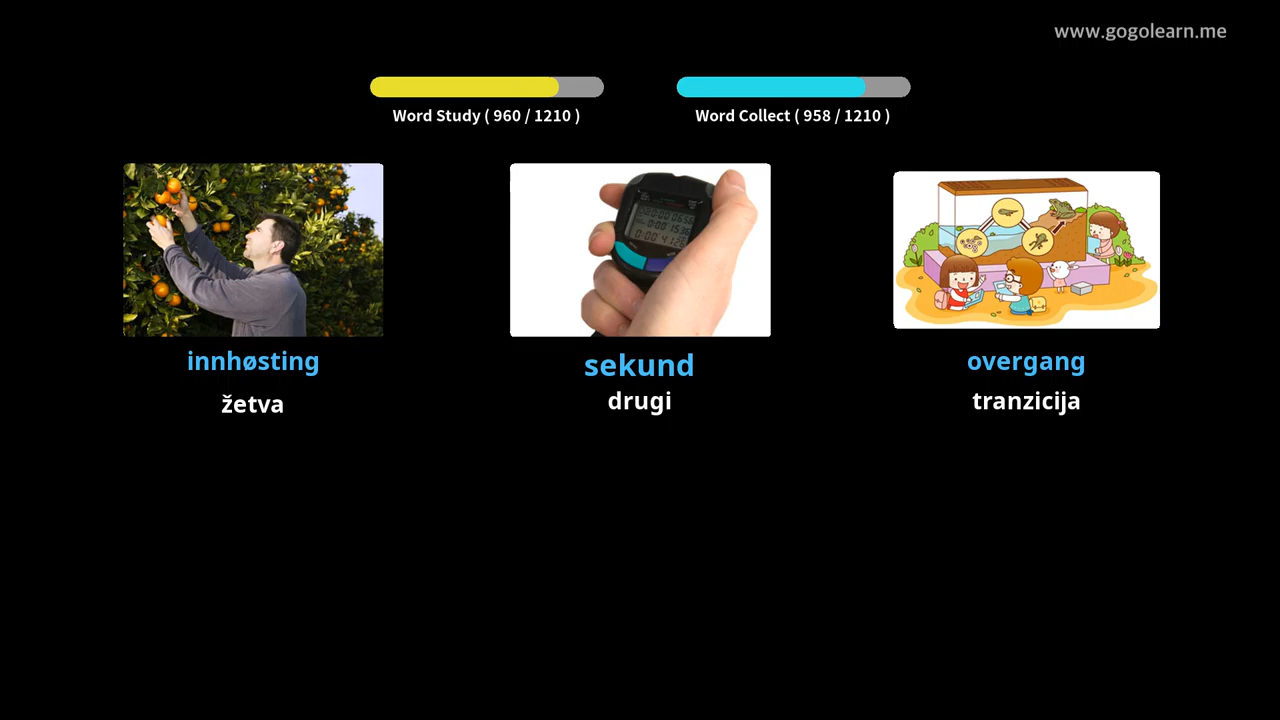 www.gogolearn.me
Word Study ( 960 / 1210 )
Word Collect ( 958 / 1210 )
innhøsting
sekund
overgang
žetva
drugi
tranzicija